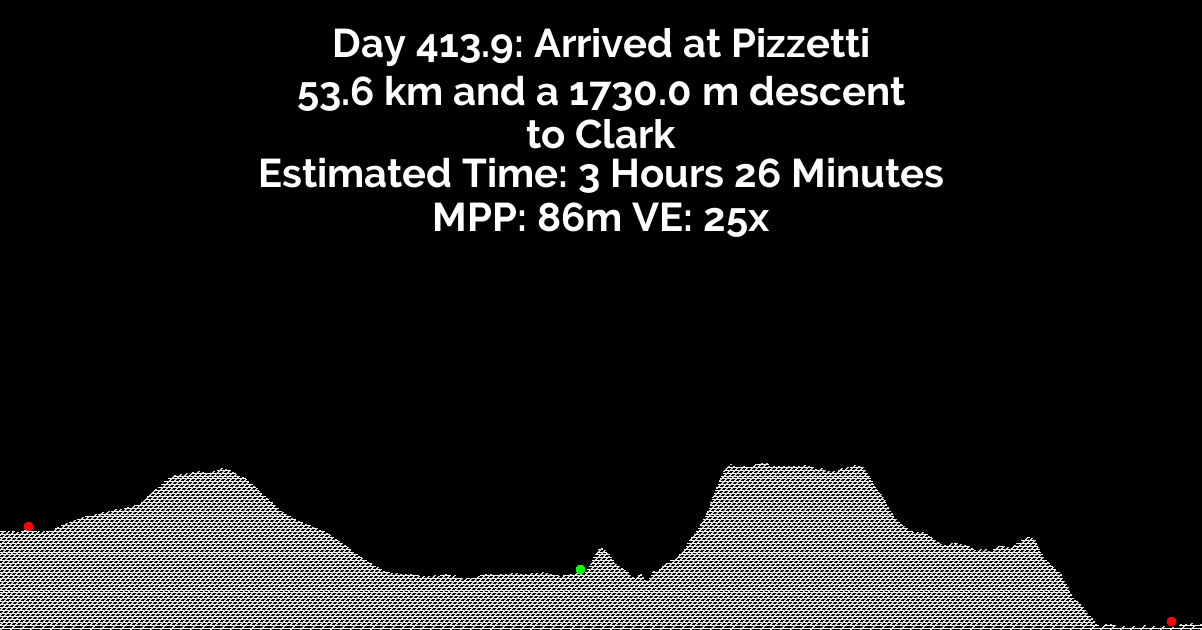 Day 413.9: Arrived at Pizzetti
53.6 km and a 1730.0 m descent
to Clark
Estimated Time: 3 Hours 26 Minutes
MPP: 86m VE: 25x